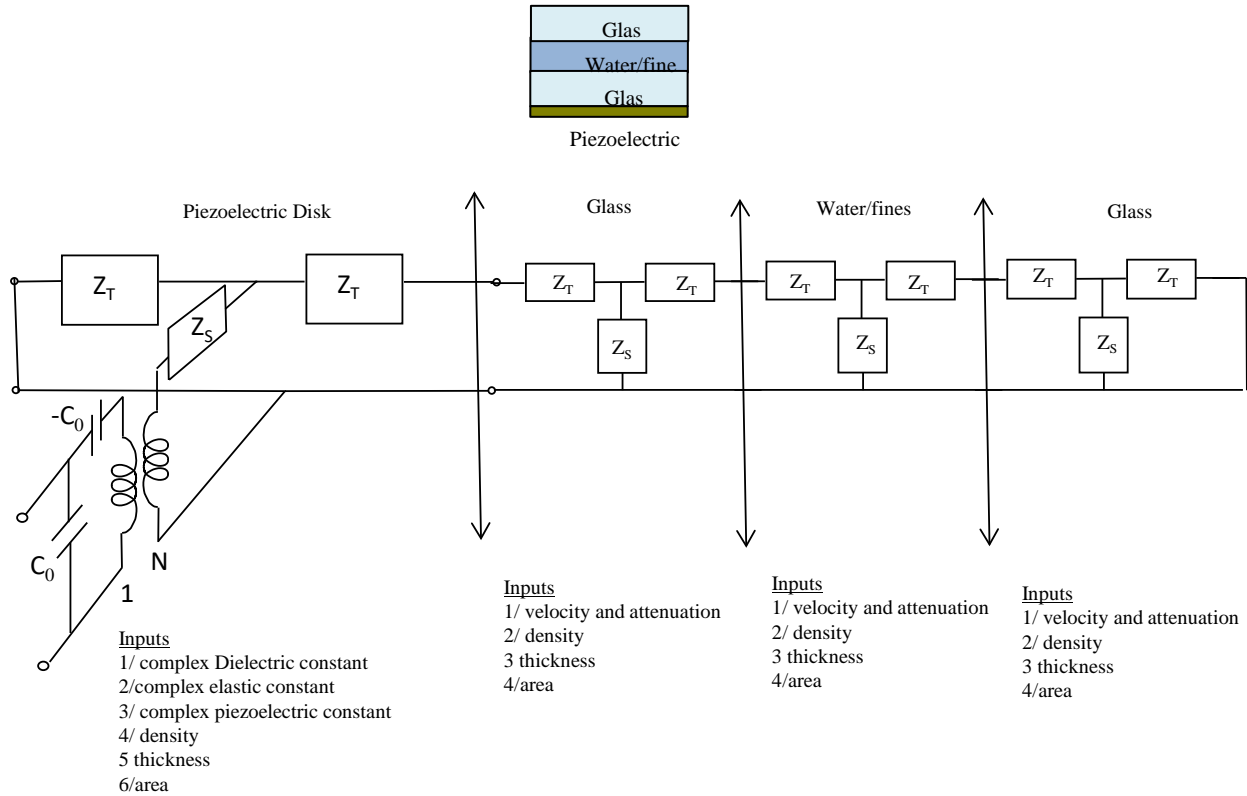 Glas
Water/fine
Glas
Piezoelectric
Piezoelectric Disk
Glass
Water/fines
Glass
Z_T
Z_T
Z_S
Z_T
Z_T
Z_S
Z_T
Z_T
Z_S
Z_T
Z_T
Z_S
-C₀
C₀
N
1
Inputs
1/ complex Dielectric constant
2/complex elastic constant
3/ complex piezoelectric constant
4/ density
5 thickness
6/area
Inputs
1/ velocity and attenuation
2/ density
3 thickness
4/area
Inputs
1/ velocity and attenuation
2/ density
3 thickness
4/area
Inputs
1/ velocity and attenuation
2/ density
3 thickness
4/area